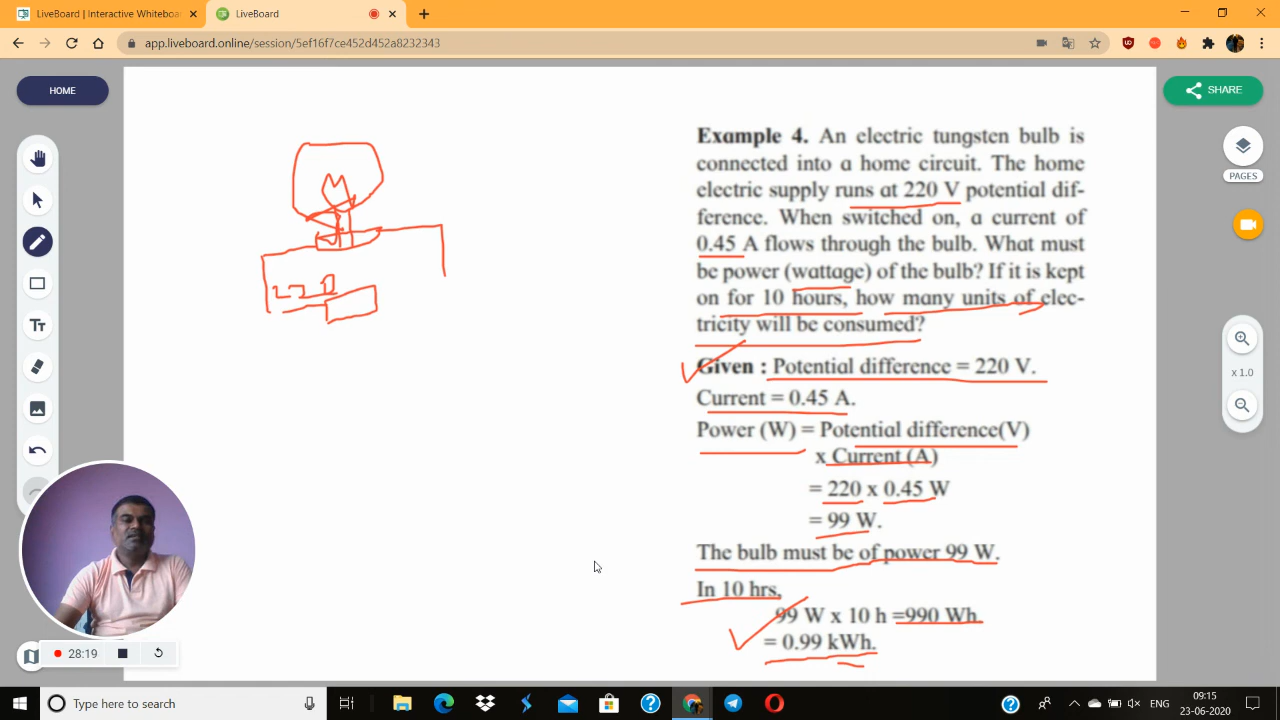 LiveBoard | Interactive Whiteboa
LiveBoard
app.liveboard.online/session/5ef16f7ce452d452a8232343
HOME
SHARE
PAGES
x 1.0
Example 4. An electric tungsten bulb is
connected into a home circuit. The home
electric supply runs at 220 V potential dif-
ference. When switched on, a current of
0.45 A flows through the bulb. What must
be power (wattage) of the bulb? If it is kept
on for 10 hours, how many units of elec-
tricity will be consumed?
Given : Potential difference = 220 V.
Current = 0.45 A.
Power (W) = Potential difference(V)
x Current (A)
= 220 x 0.45 W
= 99 W.
The bulb must be of power 99 W.
In 10 hrs,
99 W x 10 h =990 Wh.
= 0.99 kWh.
Tt
28:19
Type here to search
ENG
09:15
23-06-2020